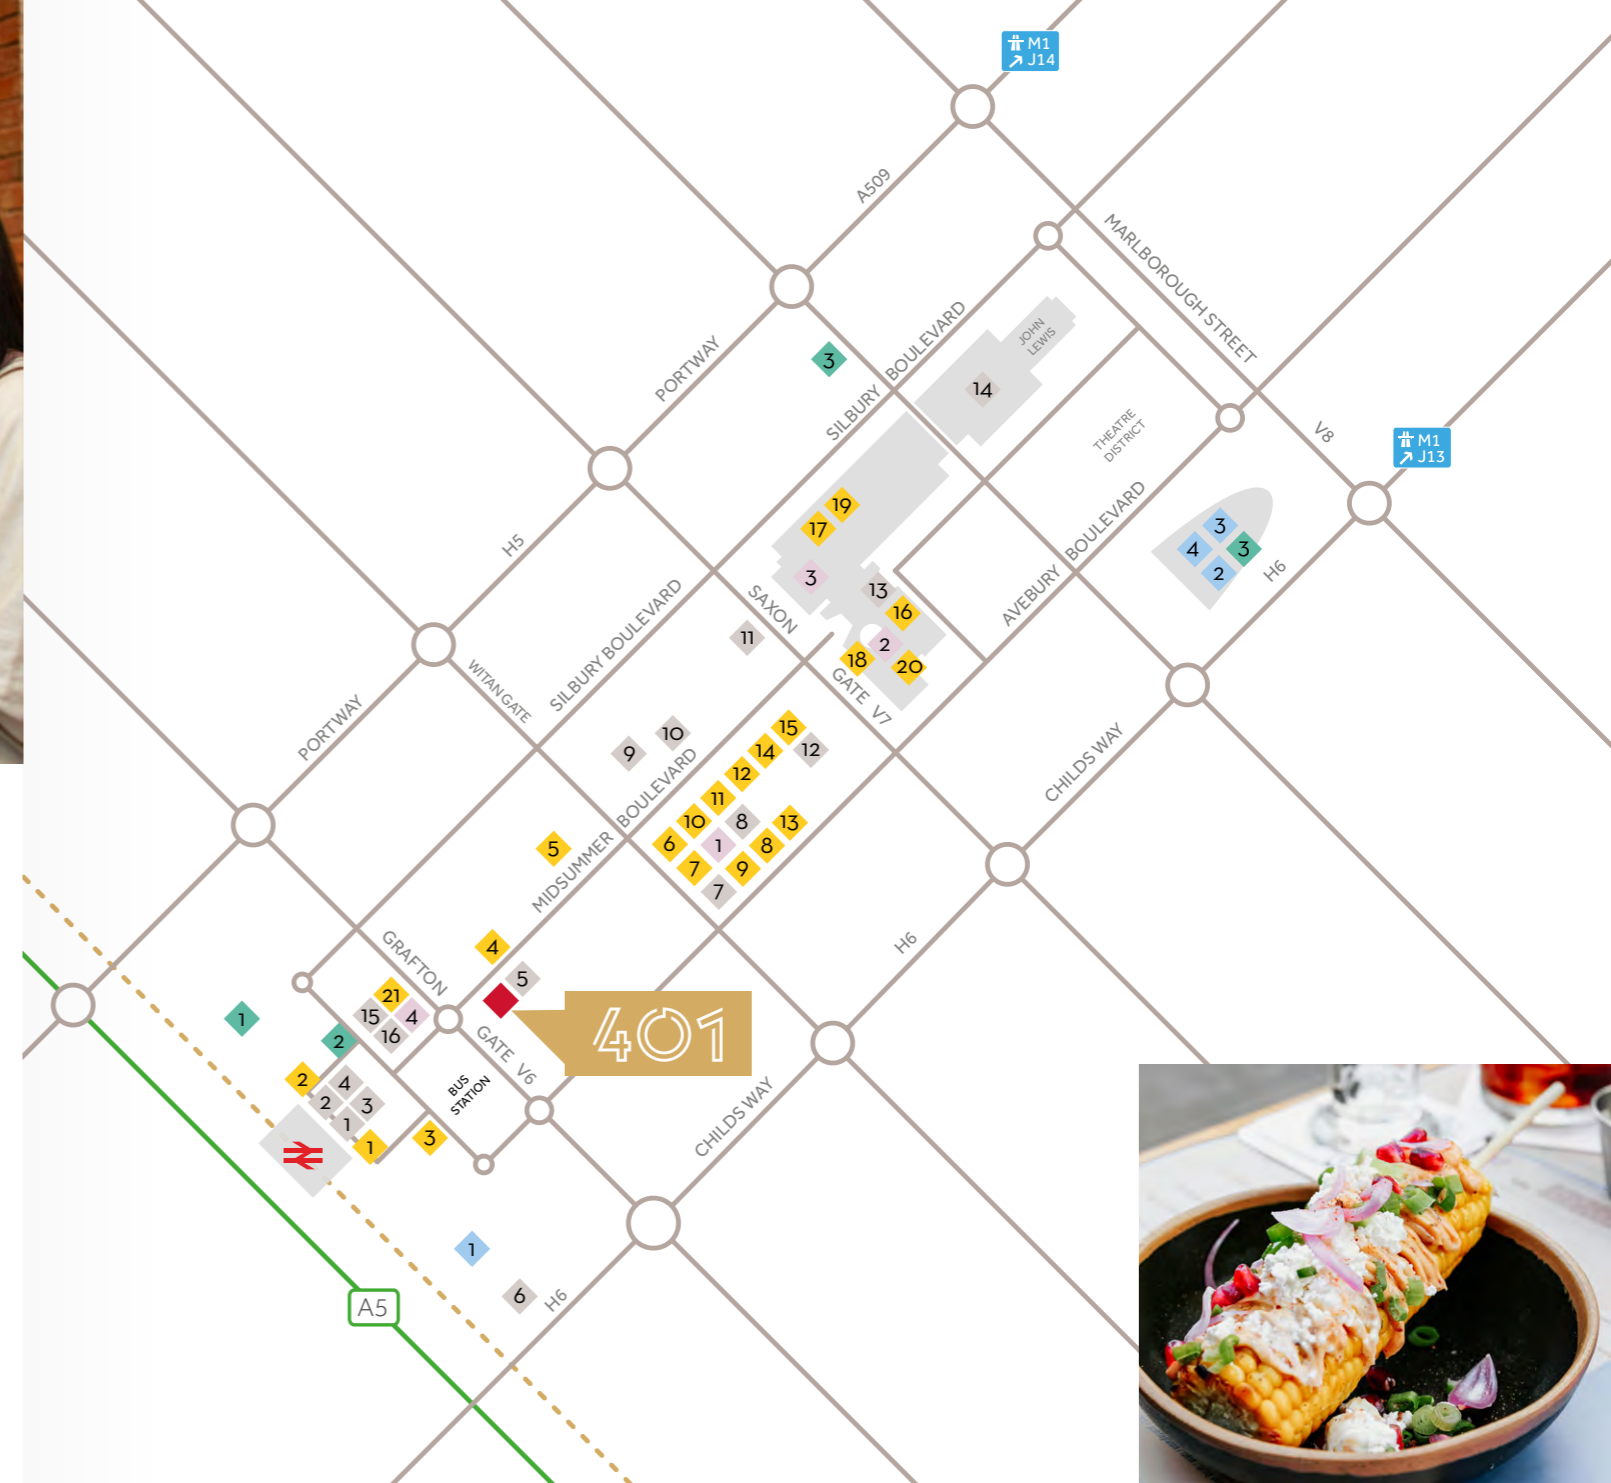 M1
J14
A509
MARLBOROUGH STREET
SILBURY BOULEVARD
JOHN
LEWIS
PORTWAY
3
14
THEATRE
DISTRICT
V8
M1
J13
19
17
3
4
3
2
H6
AVEBURY BOULEVARD
H5
3
13
16
SAXON
2
18
20
GATE V7
11
SILBURY BOULEVARD
WITAN GATE
PORTWAY
9
10
15
12
14
12
11
10
8
13
6
1
8
7
9
7
CHILDS WAY
MIDSUMMER BOULEVARD
5
H6
GRAFTON
4
5
401
21
15
4
16
1
2
GATE V6
BUS
STATION
2
4
2
3
1
1
3
CHILDS WAY
1
6
H6
A5